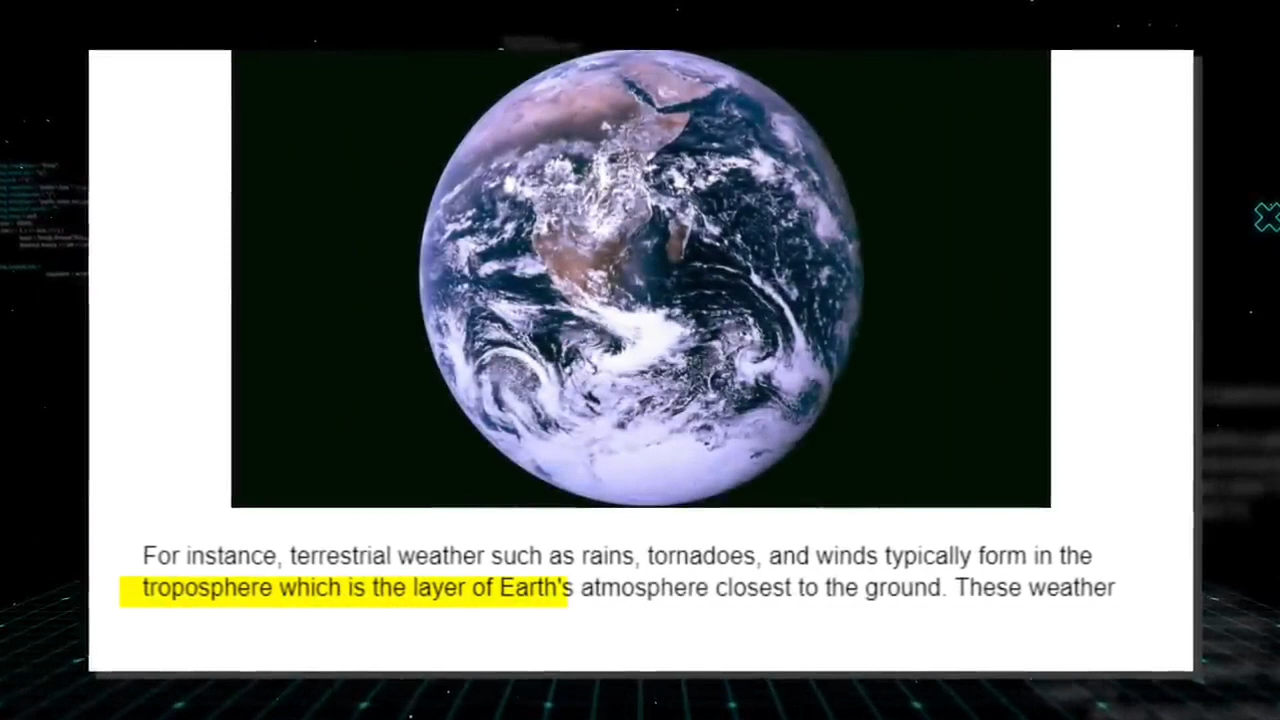 For instance, terrestrial weather such as rains, tornadoes, and winds typically form in the
troposphere which is the layer of Earth's atmosphere closest to the ground. These weather